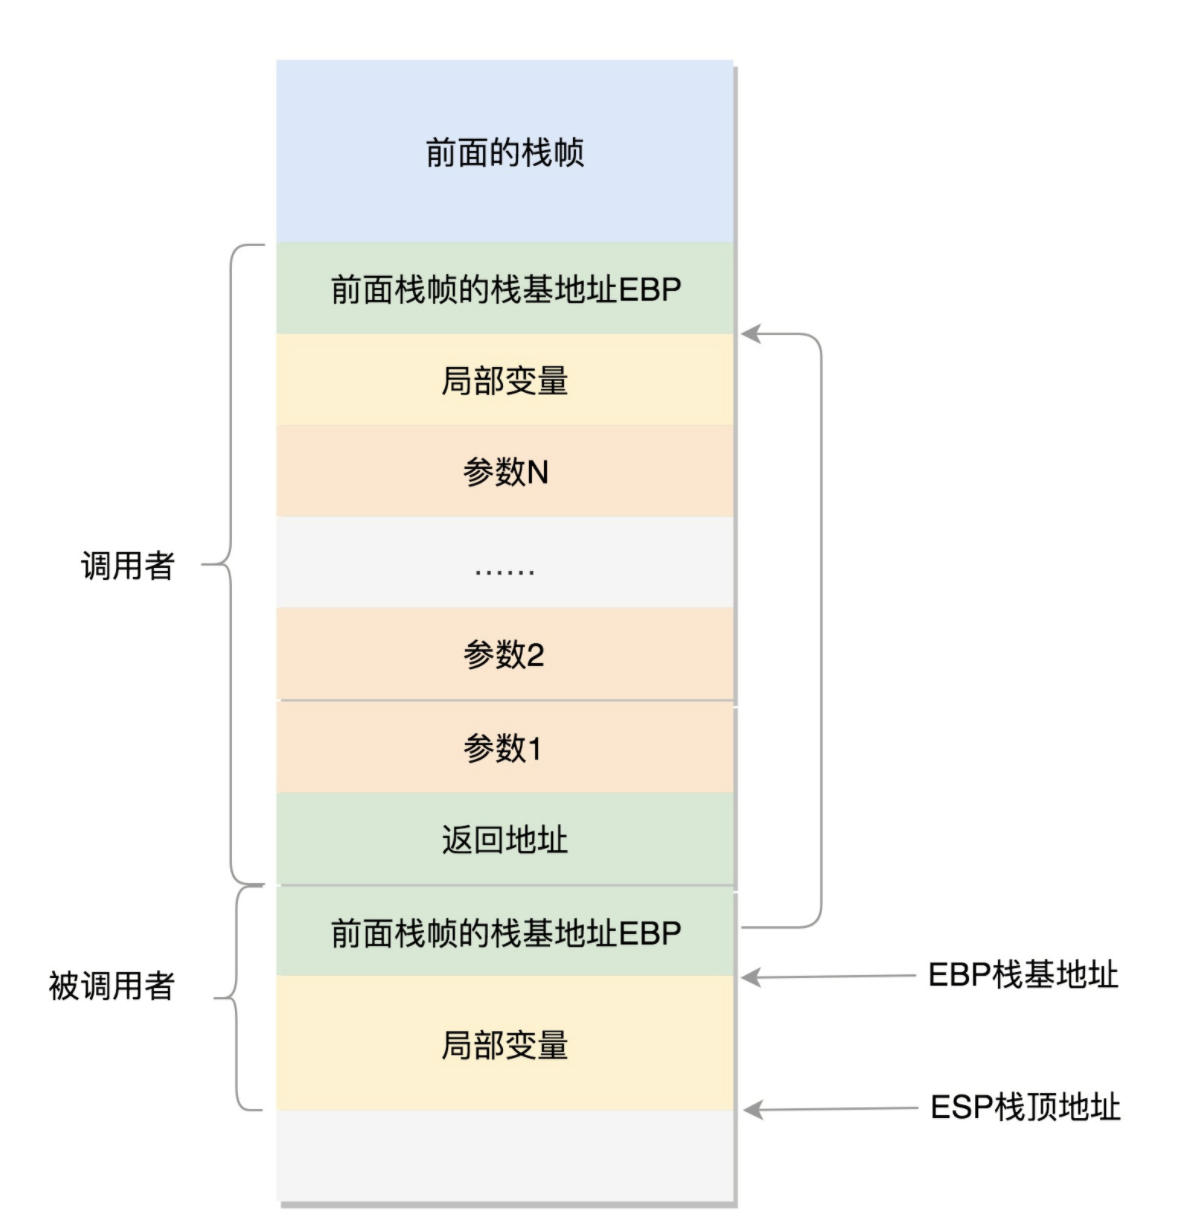 前面的栈帧
前面栈帧的栈基地址EBP
局部变量
参数N
调用者
……
参数2
参数1
返回地址
前面栈帧的栈基地址EBP
被调用者
EBP栈基地址
局部变量
ESP栈顶地址